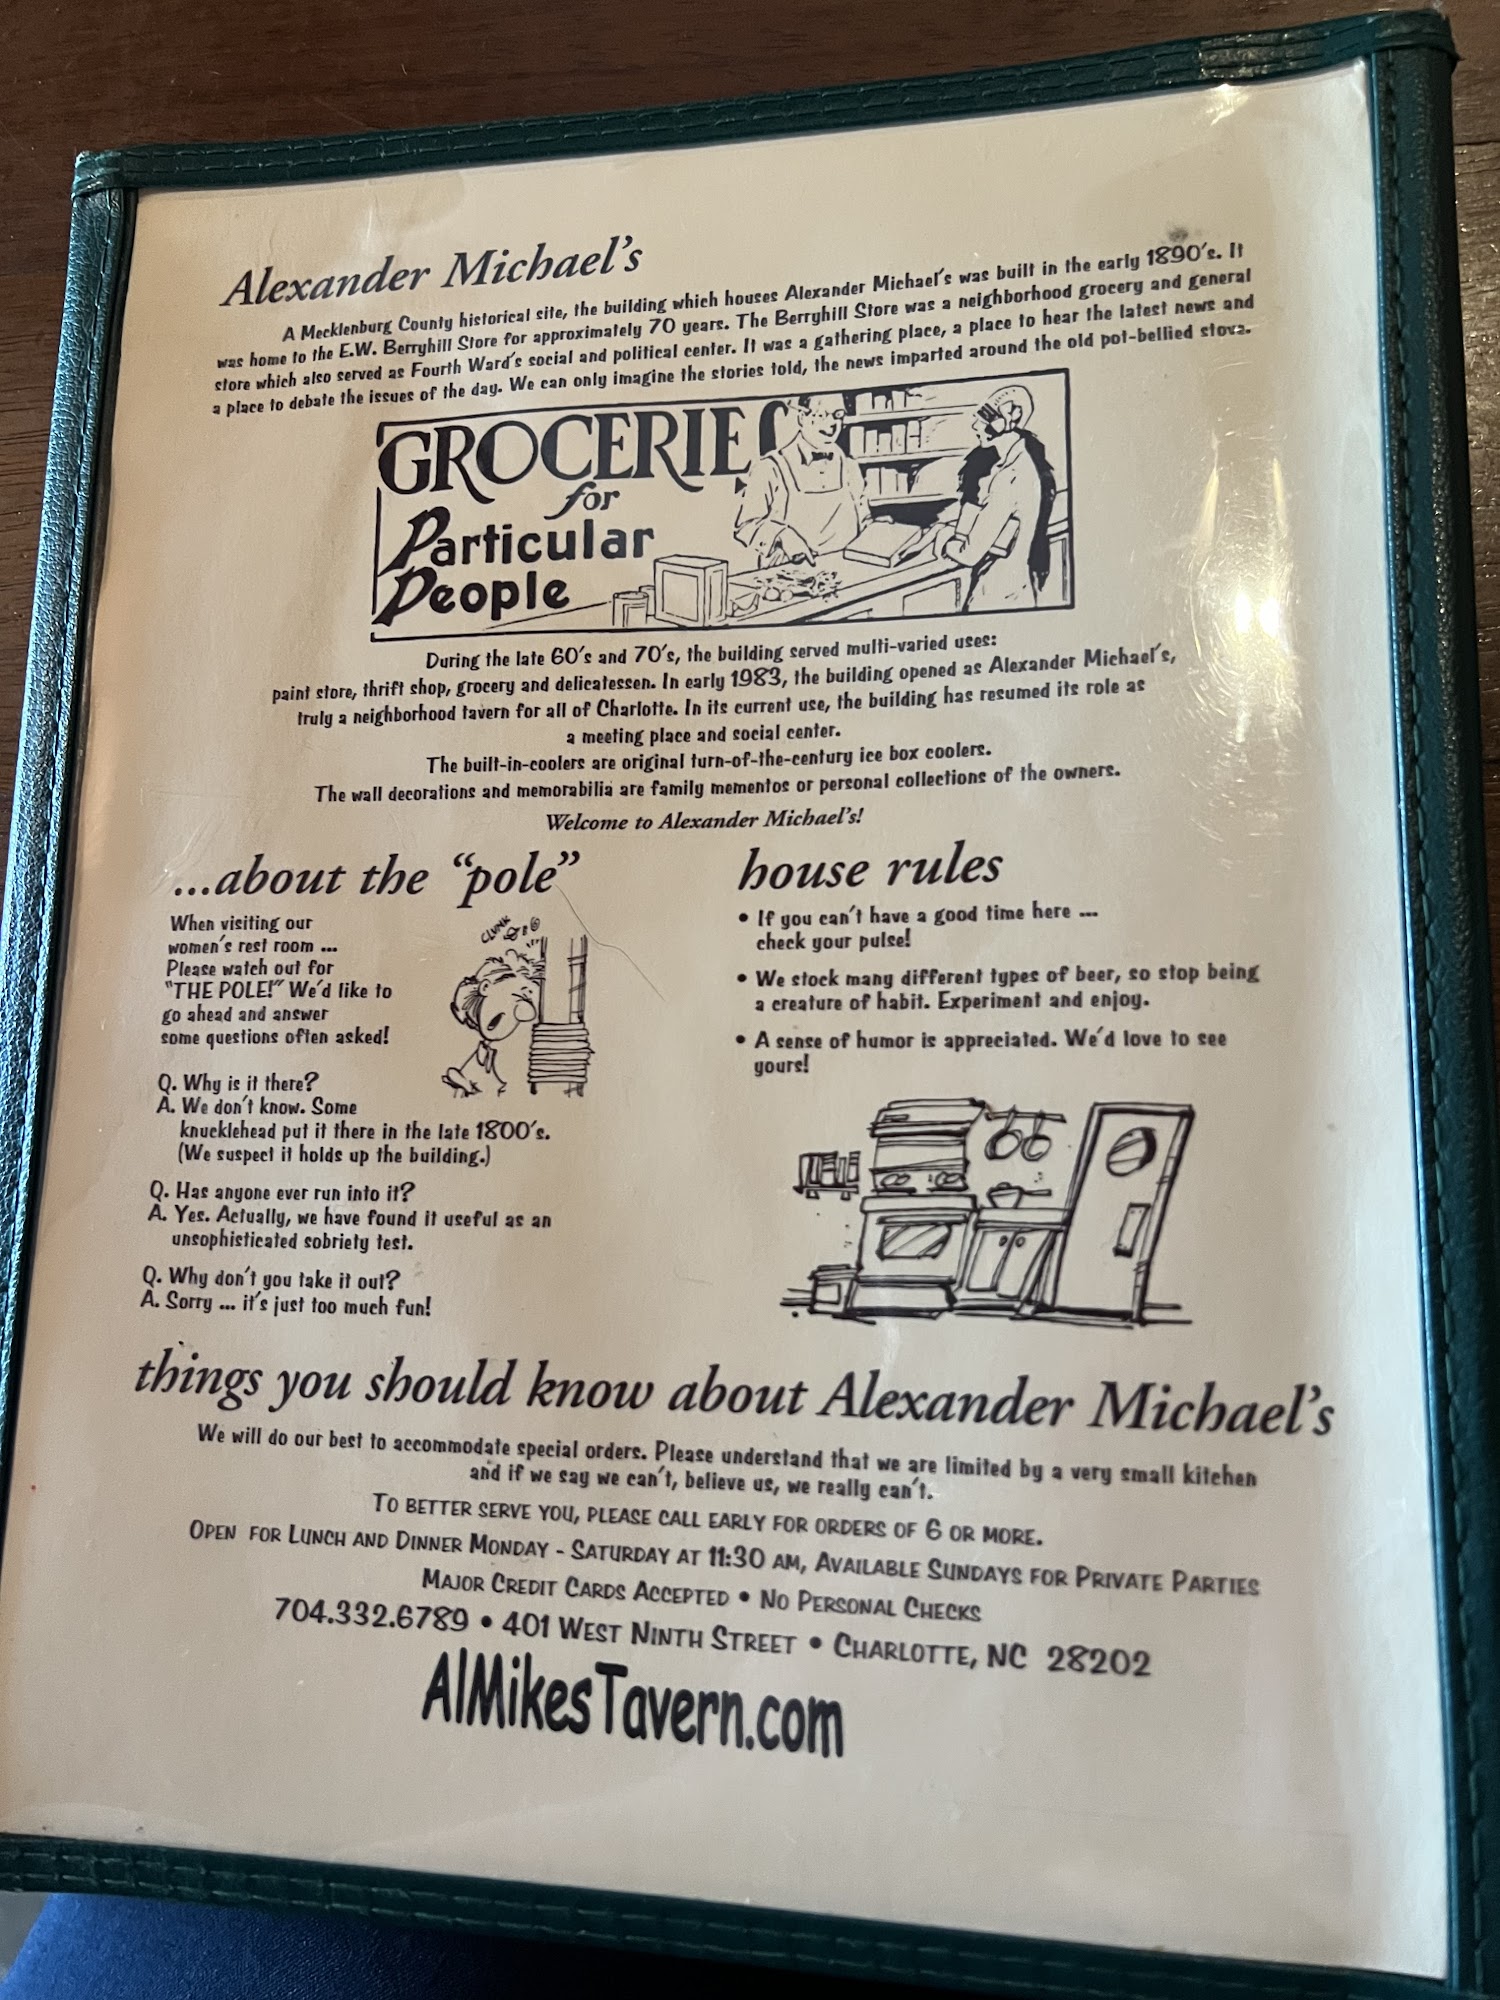 Alexander Michael's
A Mecklenburg County historical site, the building which houses Alexander Michael's was built in the early 1890's. It
was home to the E.W. Berryhill Store for approximately 70 years. The Berryhill Store was a neighborhood grocery and general
store which also served as Fourth Ward's social and political center. It was a gathering place, a place to hear the latest news and
a place to debate the issues of the day. We can only imagine the stories told, the news imparted around the old pot-bellied stove.
GROCERIES
for
Particular
People
During the late 60's and 70's, the building served multi-varied uses:
paint store, thrift shop, grocery and delicatessen. In early 1983, the building opened as Alexander Michael's,
truly a neighborhood tavern for all of Charlotte. In its current use, the building has resumed its role as
a meeting place and social center.
The built-in-coolers are original turn-of-the-century ice box coolers.
The wall decorations and memorabilia are family mementos or personal collections of the owners.
Welcome to Alexander Michael's!
...about the "pole"
When visiting our
women's rest room ...
Please watch out for
"THE POLE!" We'd like to
go ahead and answer
some questions often asked!
CLUNK
Q. Why is it there?
A. We don't know. Some
knucklehead put it there in the late 1800's.
(We suspect it holds up the building.)
Q. Has anyone ever run into it?
A. Yes. Actually, we have found it useful as an
unsophisticated sobriety test.
Q. Why don't you take it out?
A. Sorry ... it's just too much fun!
house rules
• If you can't have a good time here ...
check your pulse!
• We stock many different types of beer, so stop being
a creature of habit. Experiment and enjoy.
• A sense of humor is appreciated. We'd love to see
yours!
things you should know about Alexander Michael's
We will do our best to accommodate special orders. Please understand that we are limited by a very small kitchen
and if we say we can't, believe us, we really can't.
TO BETTER SERVE YOU, PLEASE CALL EARLY FOR ORDERS OF 6 OR MORE.
OPEN FOR LUNCH AND DINNER MONDAY - SATURDAY AT 11:30 AM, AVAILABLE SUNDAYS FOR PRIVATE PARTIES
MAJOR CREDIT CARDS ACCEPTED • NO PERSONAL CHECKS
704.332.6789 • 401 WEST NINTH STREET • CHARLOTTE, NC 28202
AlMikesTavern.com